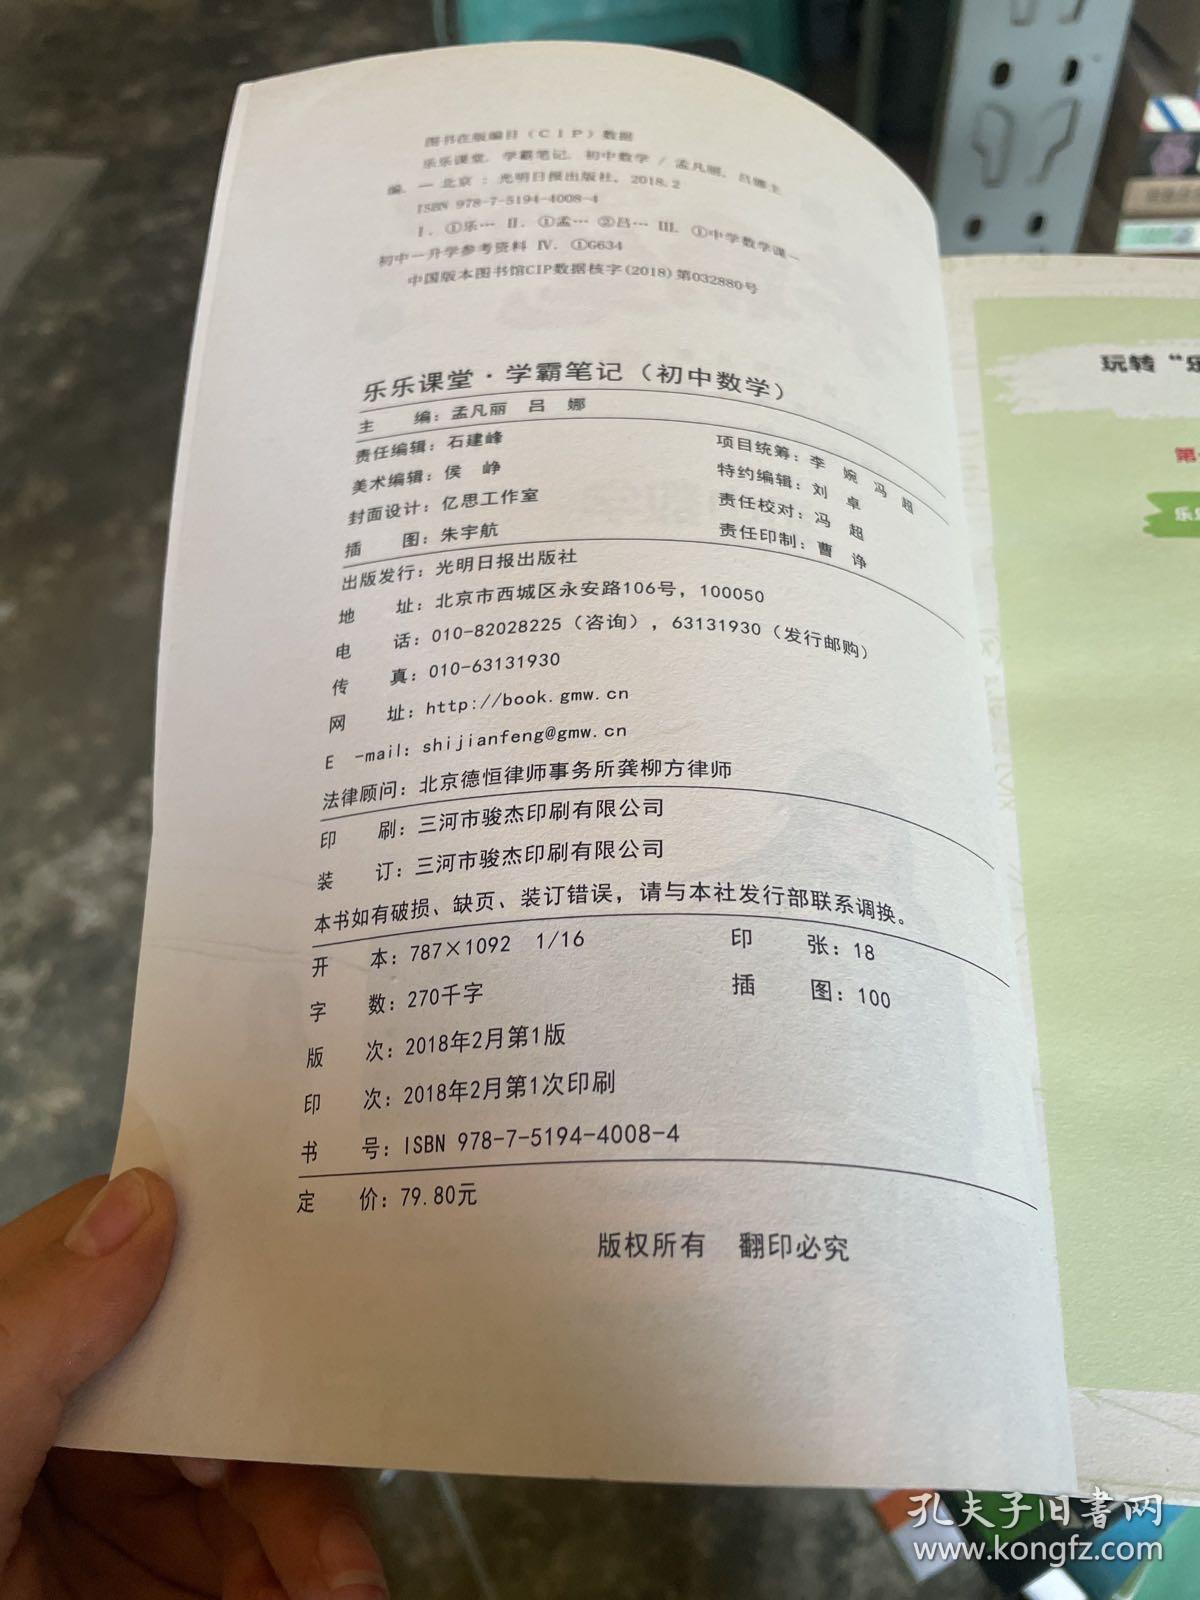 图书在版编目（CIP）数据
乐乐课堂．学霸笔记．初中数学 / 孟凡丽，吕娜主
编．一 北京：光明日报出版社，2018.2
ISBN 978-7-5194-4008-4
Ⅰ．①乐… Ⅱ．①孟… ②吕… Ⅲ．①中学数学课－
初中－升学参考资料 Ⅳ．①G634
中国版本图书馆CIP数据核字(2018)第032880号
乐乐课堂·学霸笔记（初中数学）
主　　编：孟凡丽　吕　娜
责任编辑：石建峰　项目统筹：李　婉　冯　超
美术编辑：侯　峥　特约编辑：刘　卓
封面设计：亿思工作室　责任校对：冯　超
插　　图：朱宇航　责任印制：曹　诤
出版发行：光明日报出版社
地　　址：北京市西城区永安路106号，100050
电　　话：010-82028225（咨询），63131930（发行邮购）
传　　真：010-63131930
网　　址：http://book.gmw.cn
E -mail：shijianfeng@gmw.cn
法律顾问：北京德恒律师事务所龚柳方律师
印　　刷：三河市骏杰印刷有限公司
装　　订：三河市骏杰印刷有限公司
本书如有破损、缺页、装订错误，请与本社发行部联系调换。
开　　本：787×1092　1/16　印　　张：18
字　　数：270千字　插　　图：100
版　　次：2018年2月第1版
印　　次：2018年2月第1次印刷
书　　号：ISBN 978-7-5194-4008-4
定　　价：79.80元
版权所有　翻印必究
玩转“乐
第
乐
孔夫子旧书网
www.kongfz.com